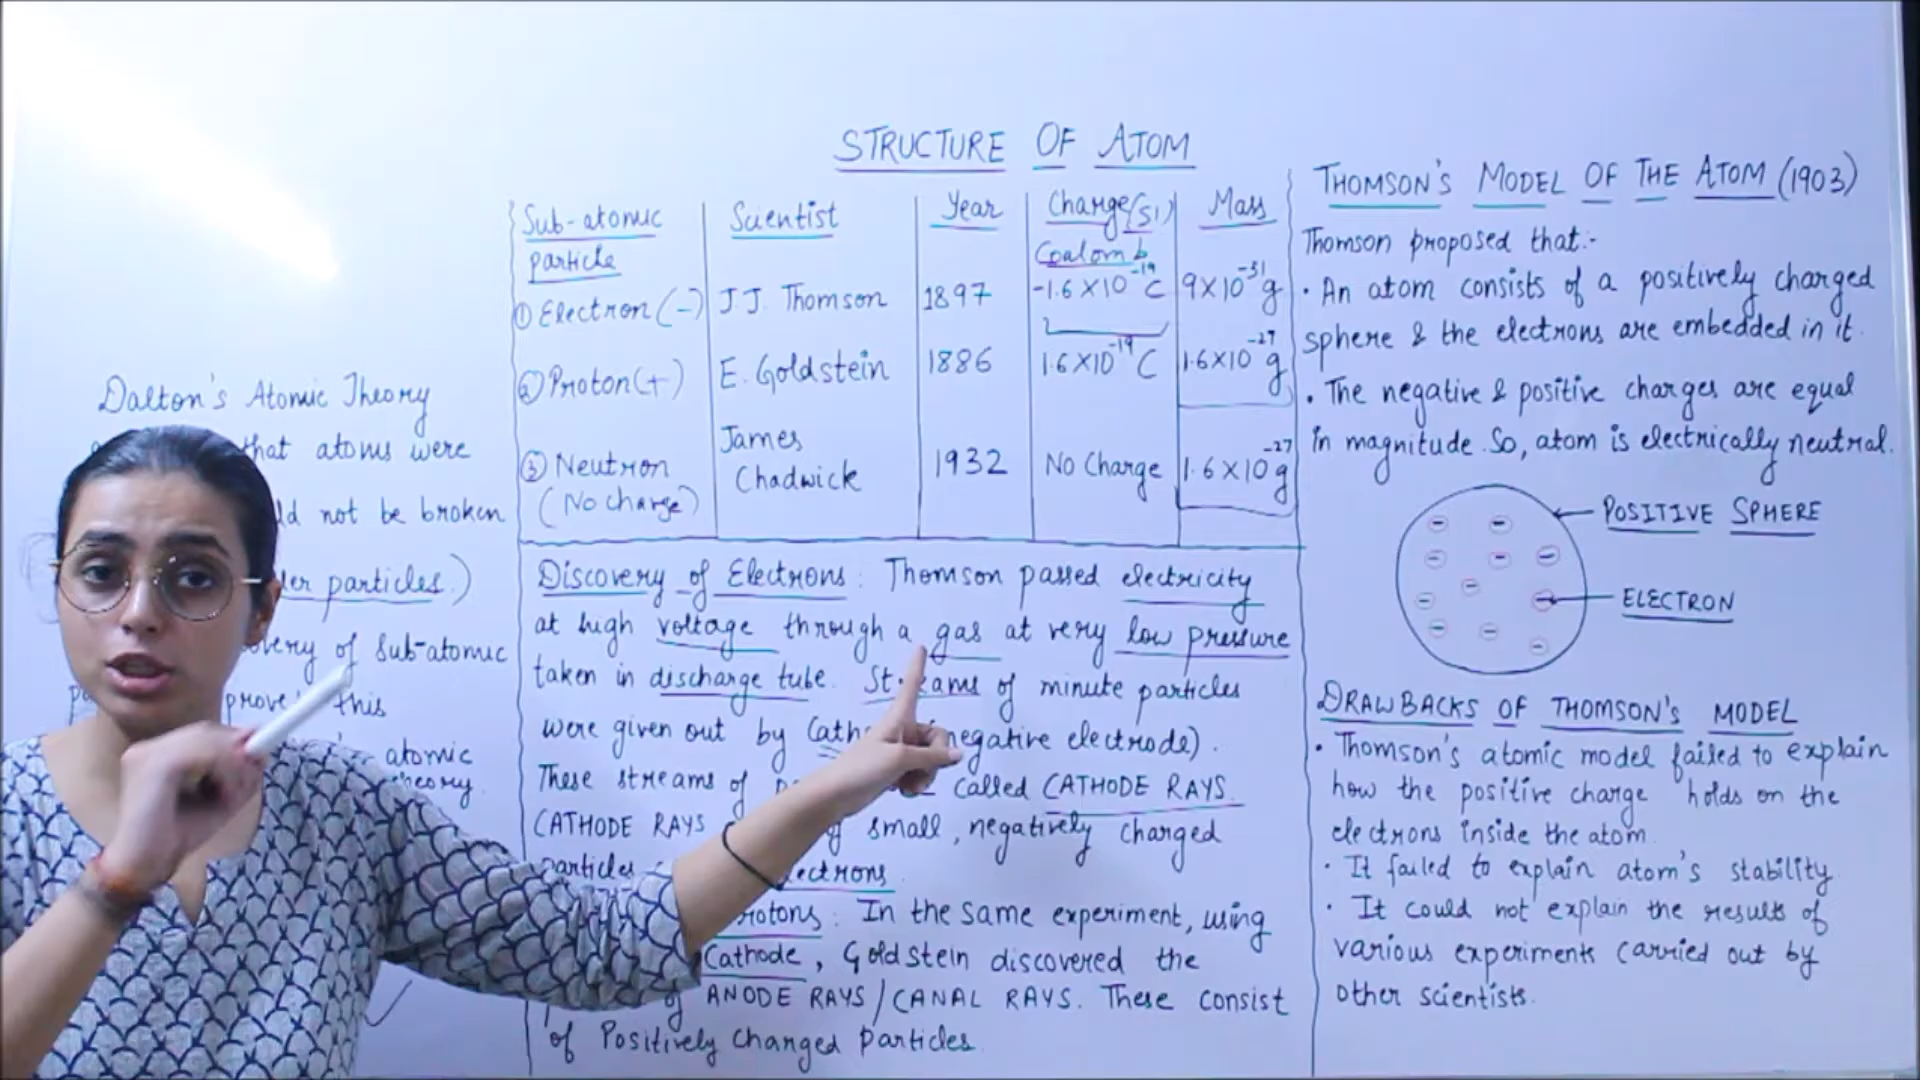 STRUCTURE OF ATOM
Dalton's Atomic Theory
that atoms were
not be broken
particles.)
of Sub-atomic
this
atomic
Sub-atomic particle | Scientist | Year | Charge (SI) Coalomb | Mass
① Electron (-) | J.J. Thomson | 1897 | -1.6×10⁻¹⁹ C | 9×10⁻³¹ g
② Proton (+) | E. Goldstein | 1886 | 1.6×10⁻¹⁹ C | 1.6×10⁻²⁷ g
③ Neutron (No charge) | James Chadwick | 1932 | No Charge | 1.6×10⁻²⁷ g
Discovery of Electrons: Thomson passed electricity
at high voltage through a gas at very low pressure
taken in discharge tube. Streams of minute particles
were given out by (negative electrode).
These streams of called CATHODE RAYS.
CATHODE RAYS small, negatively charged
particles
In the same experiment, using
Cathode, Goldstein discovered the
ANODE RAYS/CANAL RAYS. These consist
of Positively Charged particles.
THOMSON'S MODEL OF THE ATOM (1903)
Thomson proposed that:-
• An atom consists of a positively charged
sphere & the electrons are embedded in it.
• The negative & positive charges are equal
in magnitude. So, atom is electrically neutral.
POSITIVE SPHERE
ELECTRON
DRAWBACKS OF THOMSON'S MODEL
• Thomson's atomic model failed to explain
how the positive charge holds on the
electrons inside the atom.
• It failed to explain atom's stability
• It could not explain the results of
various experiments carried out by
other scientists.